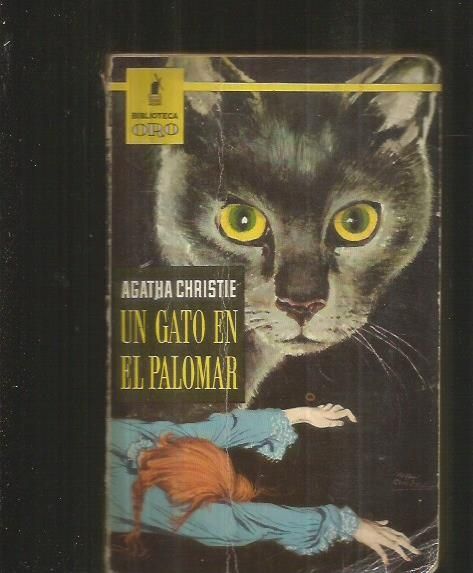 BIBLIOTECA
ORO
AGATHA CHRISTIE
UN GATO EN
EL PALOMAR